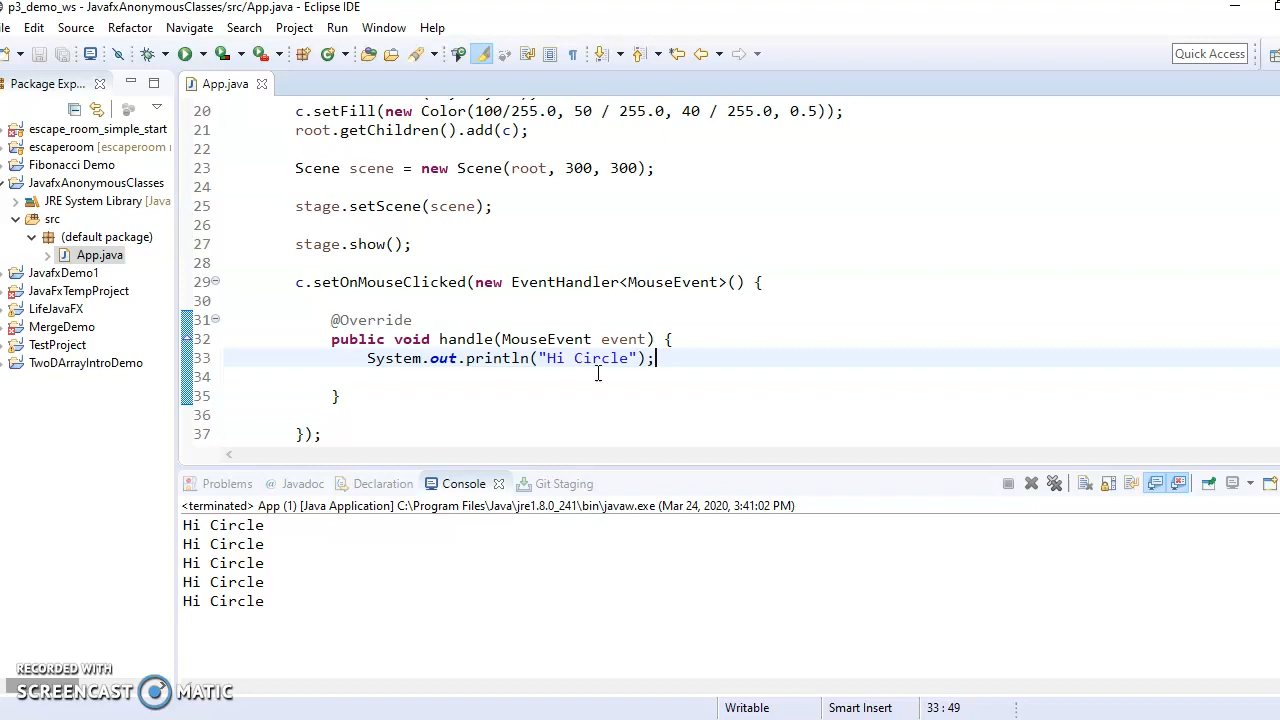 p3_demo_ws - JavafxAnonymousClasses/src/App.java - Eclipse IDE
Edit Source Refactor Navigate Search Project Run Window Help
Quick Access
Package Exp...
App.java
escape_room_simple_start
escaperoom [escaperoom
Fibonacci Demo
JavafxAnonymousClasses
JRE System Library [Java
src
(default package)
App.java
JavafxDemo1
JavaFxTempProject
LifeJavaFX
MergeDemo
TestProject
TwoDArrayIntroDemo
20 c.setFill(new Color(100/255.0, 50 / 255.0, 40 / 255.0, 0.5));
21 root.getChildren().add(c);
22
23 Scene scene = new Scene(root, 300, 300);
24
25 stage.setScene(scene);
26
27 stage.show();
28
29 c.setOnMouseClicked(new EventHandler<MouseEvent>() {
30
31 @Override
32 public void handle(MouseEvent event) {
33 System.out.println("Hi Circle");
34
35 }
36
37 });
Problems @ Javadoc Declaration Console Git Staging
<terminated> App (1) [Java Application] C:\Program Files\Java\jre1.8.0_241\bin\javaw.exe (Mar 24, 2020, 3:41:02 PM)
Hi Circle
Hi Circle
Hi Circle
Hi Circle
Hi Circle
RECORDED WITH
SCREENCAST MATIC
Writable Smart Insert 33 : 49